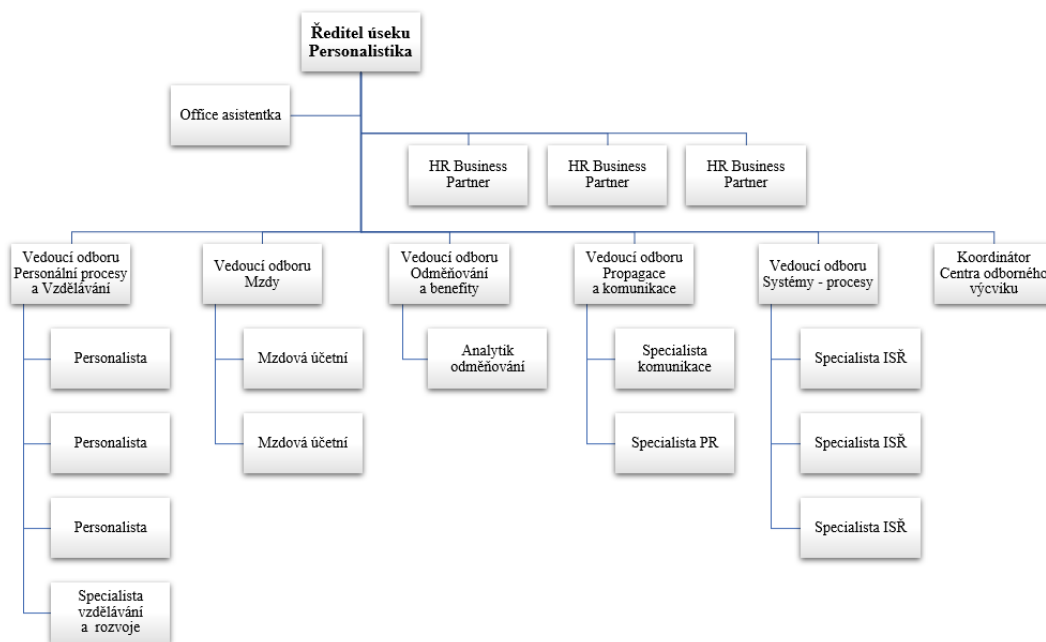 Ředitel úseku
Personalistika
Office asistentka
HR Business
Partner
HR Business
Partner
HR Business
Partner
Vedoucí odboru
Personální procesy
a Vzdělávání
Vedoucí odboru
Mzdy
Vedoucí odboru
Odměňování
a benefity
Vedoucí odboru
Propagace
a komunikace
Vedoucí odboru
Systémy - procesy
Koordinátor
Centra odborného
výcviku
Personalista
Mzdová účetní
Analytik
odměňování
Specialista
komunikace
Specialista ISŘ
Personalista
Mzdová účetní
Specialista PR
Specialista ISŘ
Personalista
Specialista ISŘ
Specialista
vzdělávání
a rozvoje